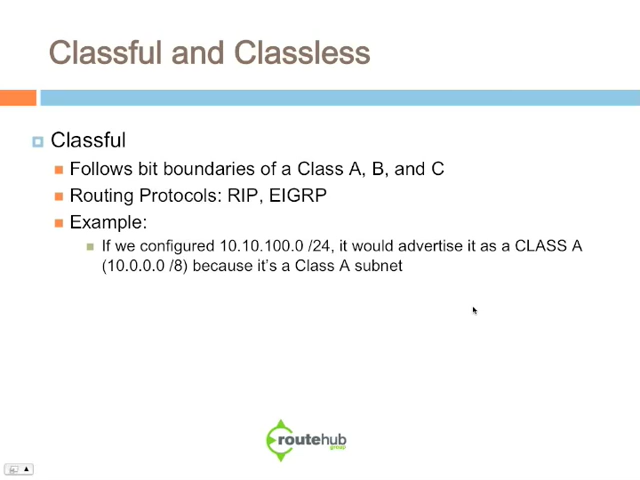 Classful and Classless
Classful
Follows bit boundaries of a Class A, B, and C
Routing Protocols: RIP, EIGRP
Example:
If we configured 10.10.100.0 /24, it would advertise it as a CLASS A
(10.0.0.0 /8) because it's a Class A subnet
routehub
group